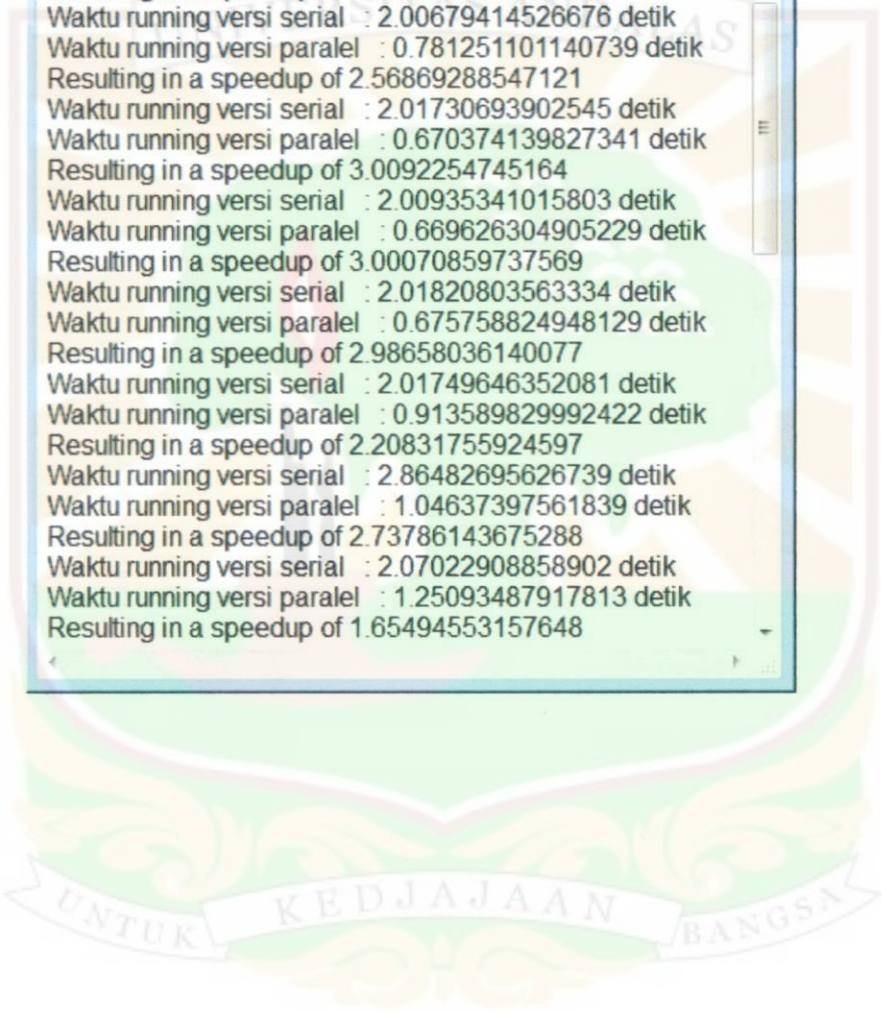 Waktu running versi serial : 2.00679414526676 detik
Waktu running versi paralel : 0.781251101140739 detik
Resulting in a speedup of 2.56869288547121
Waktu running versi serial : 2.01730693902545 detik
Waktu running versi paralel : 0.670374139827341 detik
Resulting in a speedup of 3.0092254745164
Waktu running versi serial : 2.00935341015803 detik
Waktu running versi paralel : 0.669626304905229 detik
Resulting in a speedup of 3.00070859737569
Waktu running versi serial : 2.01820803563334 detik
Waktu running versi paralel : 0.675758824948129 detik
Resulting in a speedup of 2.98658036140077
Waktu running versi serial : 2.01749646352081 detik
Waktu running versi paralel : 0.913589829992422 detik
Resulting in a speedup of 2.20831755924597
Waktu running versi serial : 2.86482695626739 detik
Waktu running versi paralel : 1.04637397561839 detik
Resulting in a speedup of 2.73786143675288
Waktu running versi serial : 2.07022908858902 detik
Waktu running versi paralel : 1.25093487917813 detik
Resulting in a speedup of 1.65494553157648
UNTUK KEDJAJAAN BANGSA